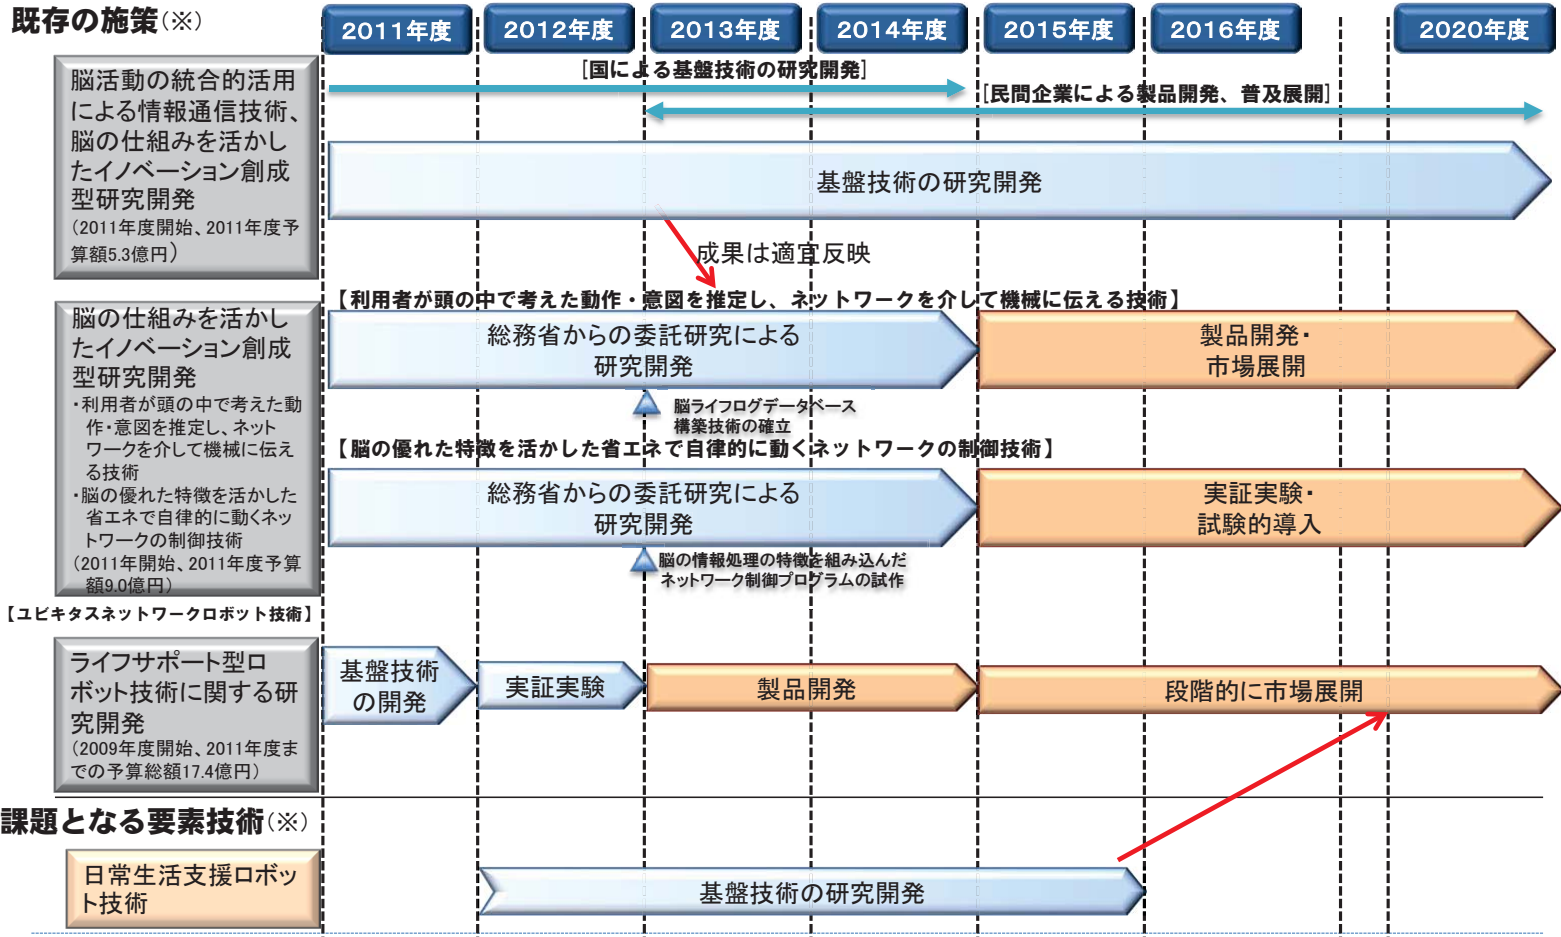 既存の施策(※)
2011年度 2012年度 2013年度 2014年度 2015年度 2016年度 2020年度
[国による基盤技術の研究開発]
[民間企業による製品開発、普及展開]
脳活動の統合的活用
による情報通信技術、
脳の仕組みを活かし
たイノベーション創成
型研究開発
(2011年度開始、2011年度予
算額5.3億円)
基盤技術の研究開発
成果は適宜反映
【利用者が頭の中で考えた動作・意図を推定し、ネットワークを介して機械に伝える技術】
脳の仕組みを活かし
たイノベーション創成
型研究開発
・利用者が頭の中で考えた動
作・意図を推定し、ネット
ワークを介して機械に伝え
る技術
・脳の優れた特徴を活かした
省エネで自律的に動くネッ
トワークの制御技術
(2011年開始、2011年度予算
額9.0億円)
総務省からの委託研究による
研究開発
製品開発・
市場展開
脳ライフログデータベース
構築技術の確立
【脳の優れた特徴を活かした省エネで自律的に動くネットワークの制御技術】
総務省からの委託研究による
研究開発
実証実験・
試験的導入
脳の情報処理の特徴を組み込んだ
ネットワーク制御プログラムの試作
【ユビキタスネットワークロボット技術】
ライフサポート型ロ
ボット技術に関する研
究開発
(2009年度開始、2011年度ま
での予算総額17.4億円)
基盤技術
の開発
実証実験
製品開発
段階的に市場展開
課題となる要素技術(※)
日常生活支援ロボッ
ト技術
基盤技術の研究開発